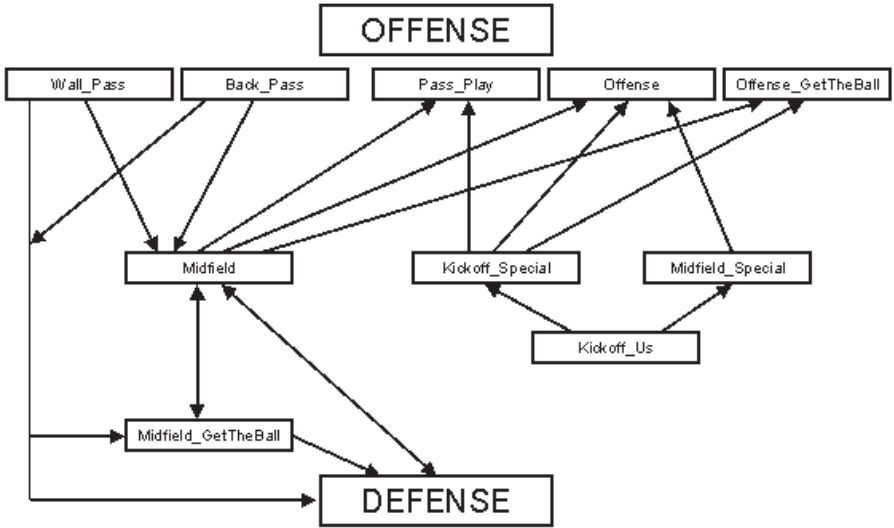 OFFENSE
Wall_Pass
Back_Pass
Pass_Play
Offense
Offense_GetTheBall
Midfield
Kickoff_Special
Midfield_Special
Kickoff_Us
Midfield_GetTheBall
DEFENSE